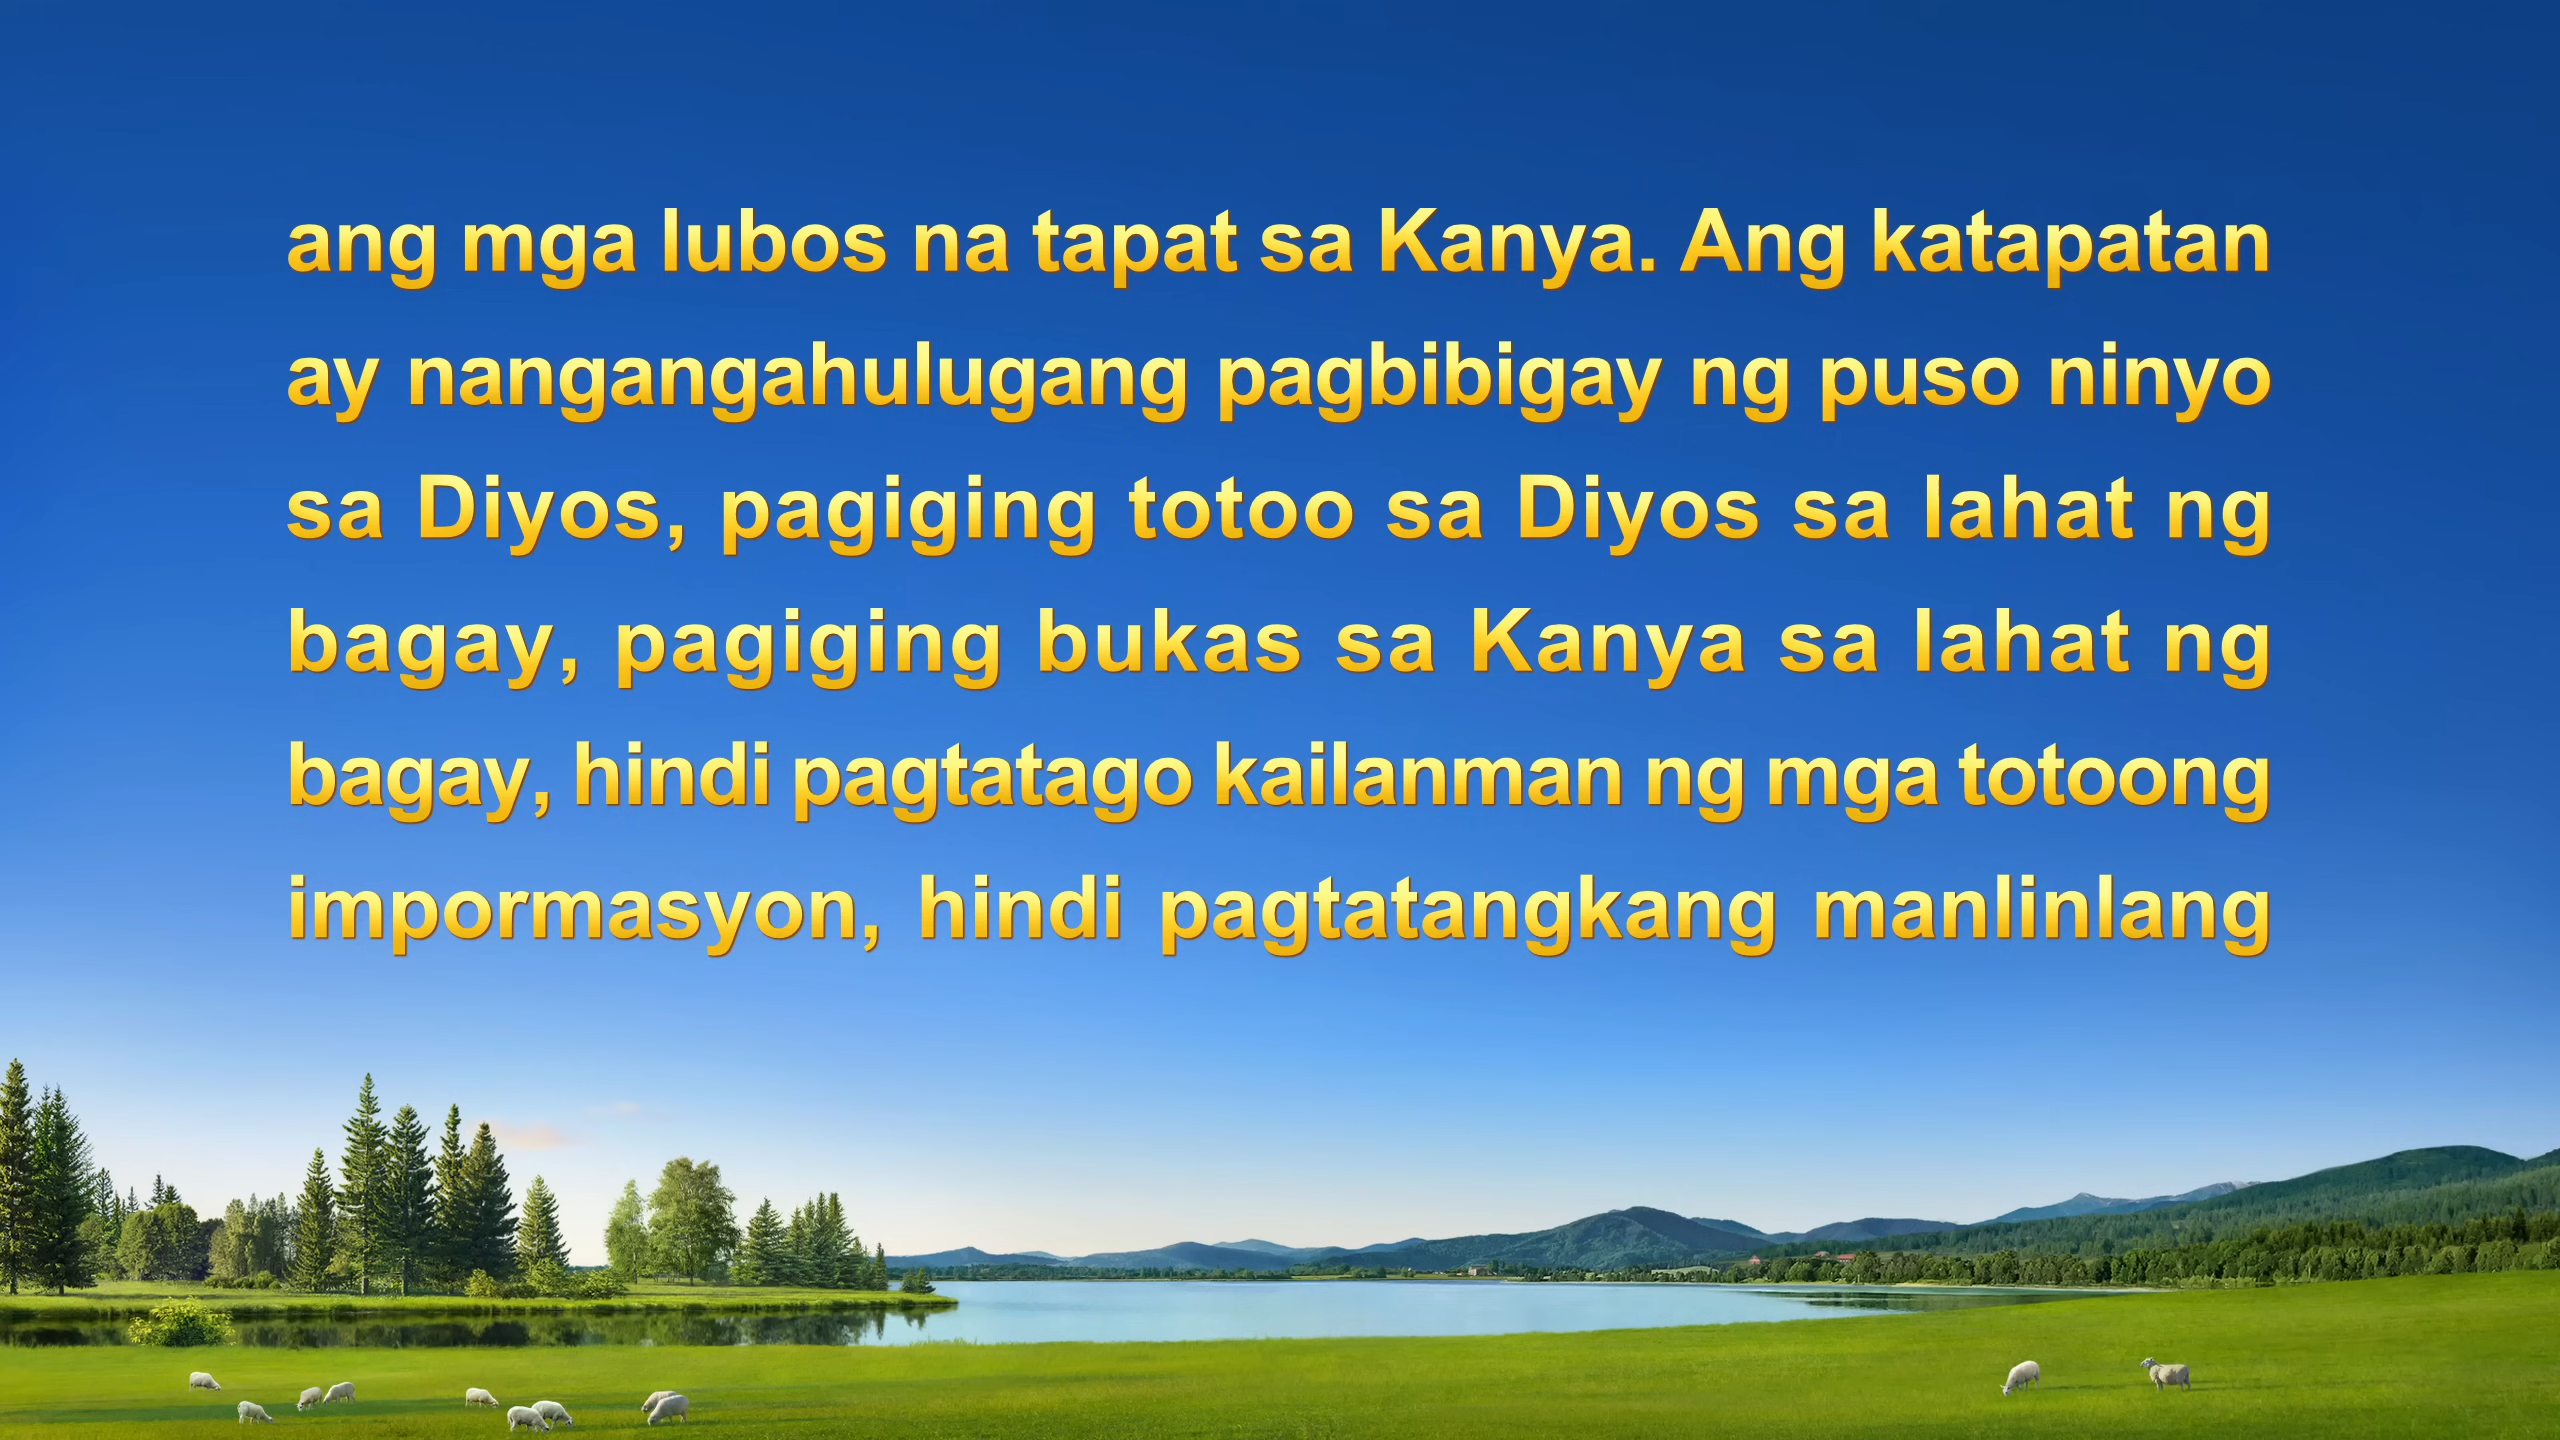 ang mga lubos na tapat sa Kanya. Ang katapatan
ay nangangahulugang pagbibigay ng puso ninyo
sa Diyos, pagiging totoo sa Diyos sa lahat ng
bagay, pagiging bukas sa Kanya sa lahat ng
bagay, hindi pagtatago kailanman ng mga totoong
impormasyon, hindi pagtatangkang manlinlang